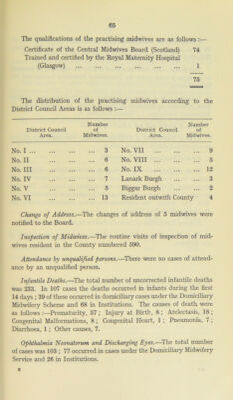 65
The qualifications of the practising midwives are as follows :—
Certificate of the Central Midwives Board (Scotland) 74
Trained and certified by the Royal Maternity Hospital
(Glasgow) ... ... ... ... ... ... 1
75
The distribution of the practising midwives according to the
District Council Areas is as follows :—
District Council Area. Number of Midwives. District Council Area. Number of Midwives.
No. I ... ... ... ... 3 No. VII ... ... ... 9
No. II ... ... ... 6 No. VIII ... ... ... 5
No. III ... ... ... 6 No. IX ... ... ... 12
No. IV ... ... ... 7 Lanark Burgh ... ... 3
No. V ... ... ... 5 Biggar Burgh ... ... 2
No. VI ... ... ... 13 Resident outwith County 4
Change of Address.—The changes of address of 5 midwives were
notified to the Board.
Inspection of Midwives.—The routine visits of inspection of mid-
wives resident in the County numbered 590.
Attendance by unqualified persons.—There were no cases of attend-
ance by an unqualified person.
Infantile Deaths.—The total number of uncorrected infantile deaths
was 233. In 107 cases the deaths occurred in infants during the first
14 days ; 39 of these occurred in domiciliary cases under the Domiciliary
Midwifery Scheme and 68 in Institutions. The causes of death were
as follows :—Prematurity, 57 ; Injury at Birth, 8 ; Atelectasis, 18 ;
Congenital Malformations, 8 ; Congenital Heart, 1 ; Pneumonia, 7 ;
Diarrhoea, 1 ; Other causes, 7.
Ophthalmia Neonatorum and Discharging Eyes.—The total number
of cases was 103 ; 77 occurred in cases under the Domiciliary Midwifery
Service and 26 in Institutions.